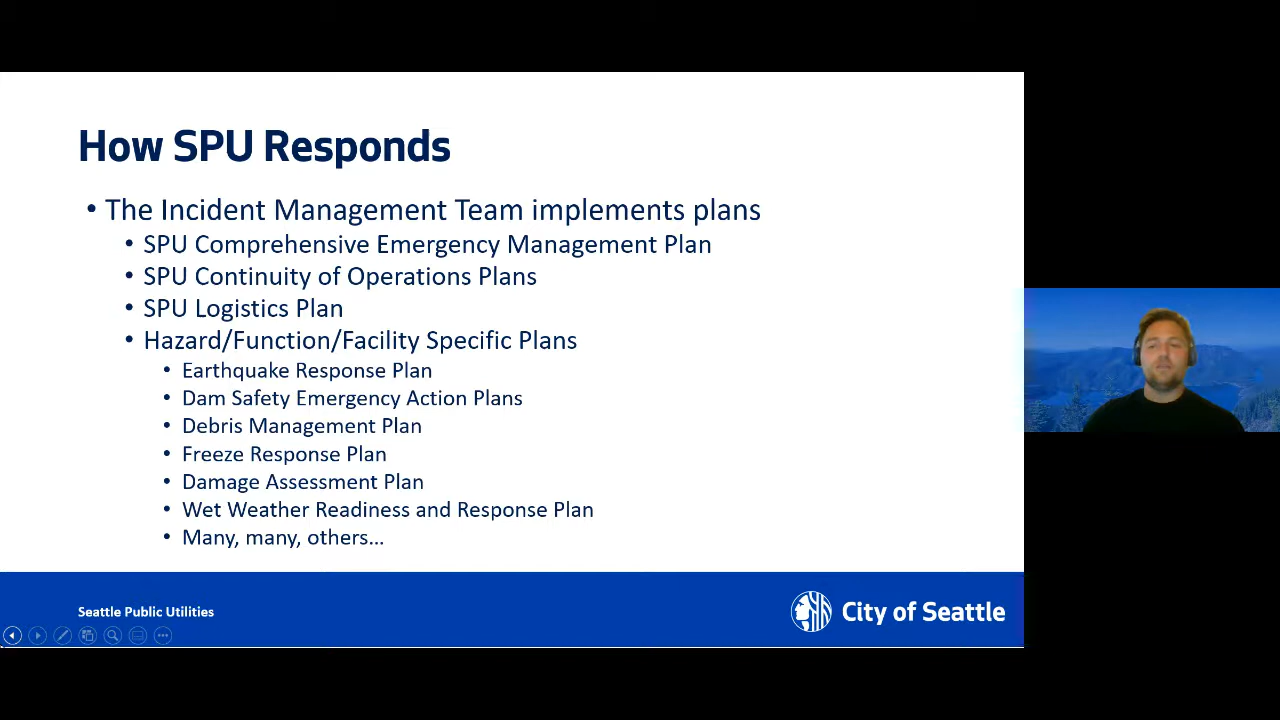 How SPU Responds
• The Incident Management Team implements plans
• SPU Comprehensive Emergency Management Plan
• SPU Continuity of Operations Plans
• SPU Logistics Plan
• Hazard/Function/Facility Specific Plans
• Earthquake Response Plan
• Dam Safety Emergency Action Plans
• Debris Management Plan
• Freeze Response Plan
• Damage Assessment Plan
• Wet Weather Readiness and Response Plan
• Many, many, others…
Seattle Public Utilities
City of Seattle